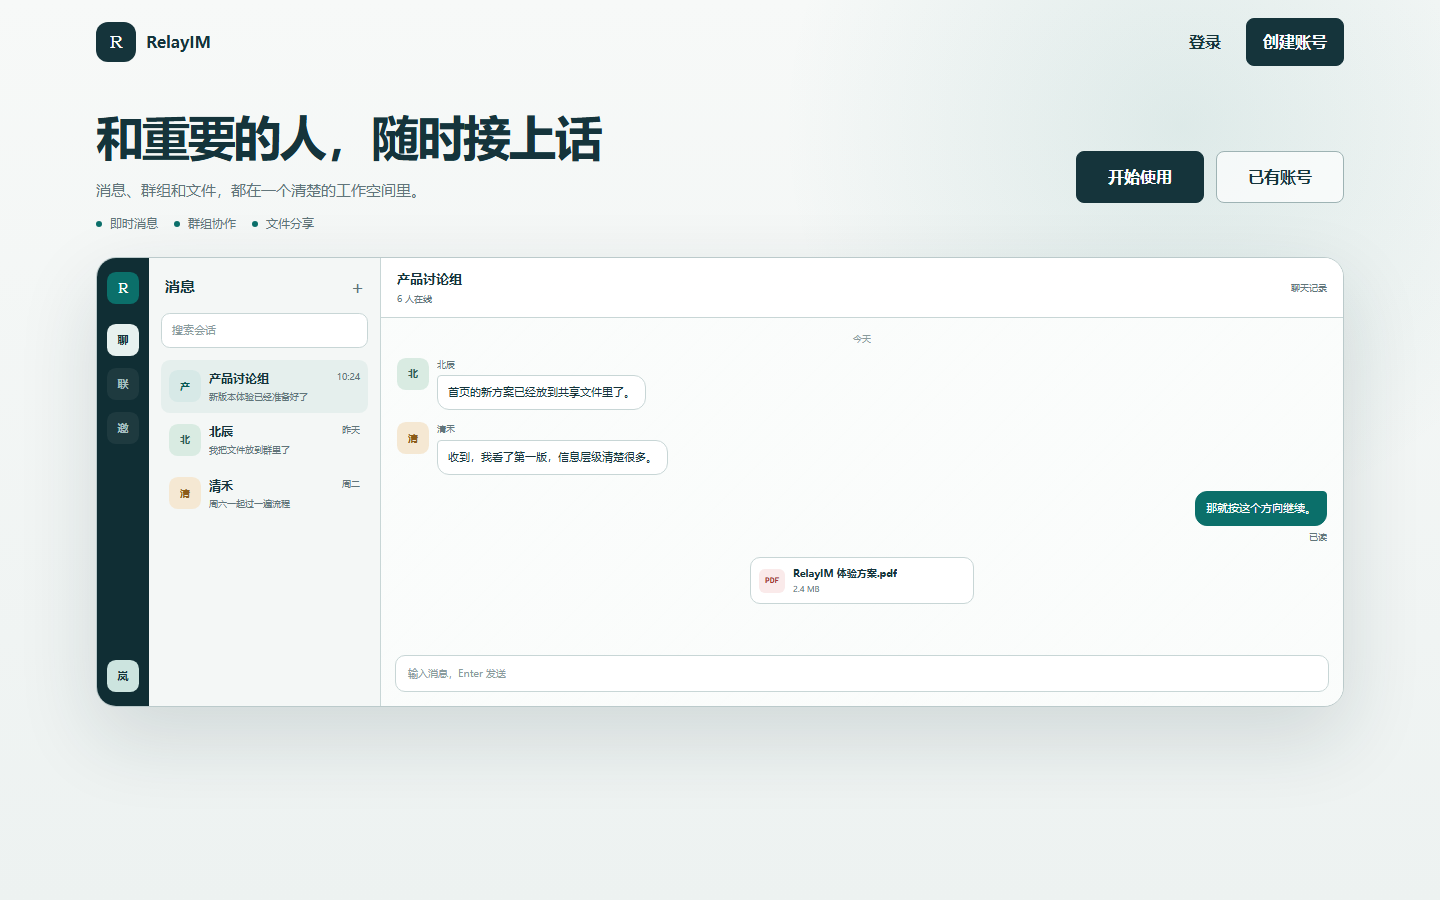 R RelayIM 登录 创建账号
和重要的人，随时接上话
消息、群组和文件，都在一个清楚的工作空间里。
即时消息 群组协作 文件分享
开始使用 已有账号
R
聊
联
邀
岚
消息 +
搜索会话
产 产品讨论组 10:24
新版本体验已经准备好了
北 北辰 昨天
我把文件放到群里了
清 清禾 周二
周六一起过一遍流程
产品讨论组
6 人在线
聊天记录
今天
北 北辰
首页的新方案已经放到共享文件里了。
清 清禾
收到，我看了第一版，信息层级清楚很多。
那就按这个方向继续。
已读
PDF RelayIM 体验方案.pdf
2.4 MB
输入消息，Enter 发送